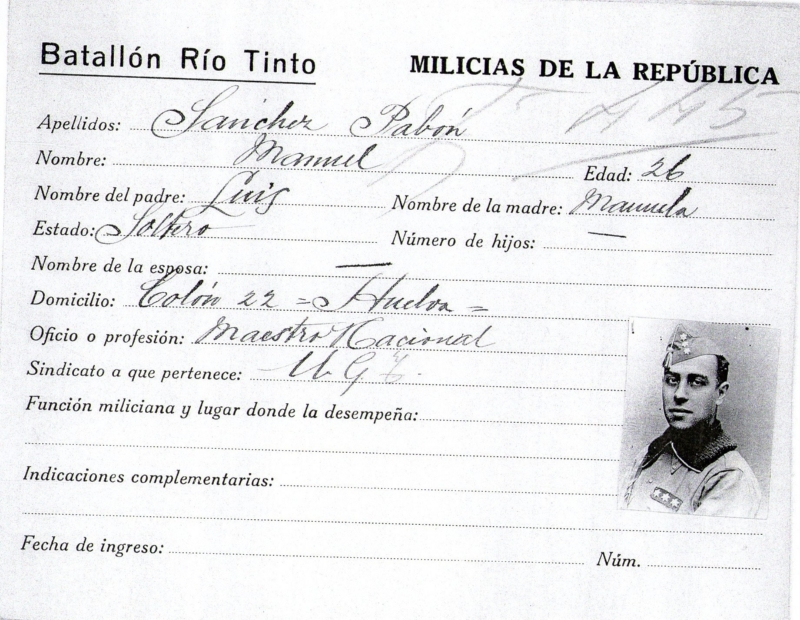 Batallón Río Tinto MILICIAS DE LA REPÚBLICA
445
Apellidos: Sanchez Pabón
Nombre: Manuel Edad: 26
Nombre del padre: Luis Nombre de la madre: Manuela
Estado: Soltero Número de hijos: —
Nombre de la esposa: —
Domicilio: Colón 22 = Huelva =
Oficio o profesión: Maestro Nacional
Sindicato a que pertenece: U G T.
Función miliciana y lugar donde la desempeña:
Indicaciones complementarias:
Fecha de ingreso: Núm.